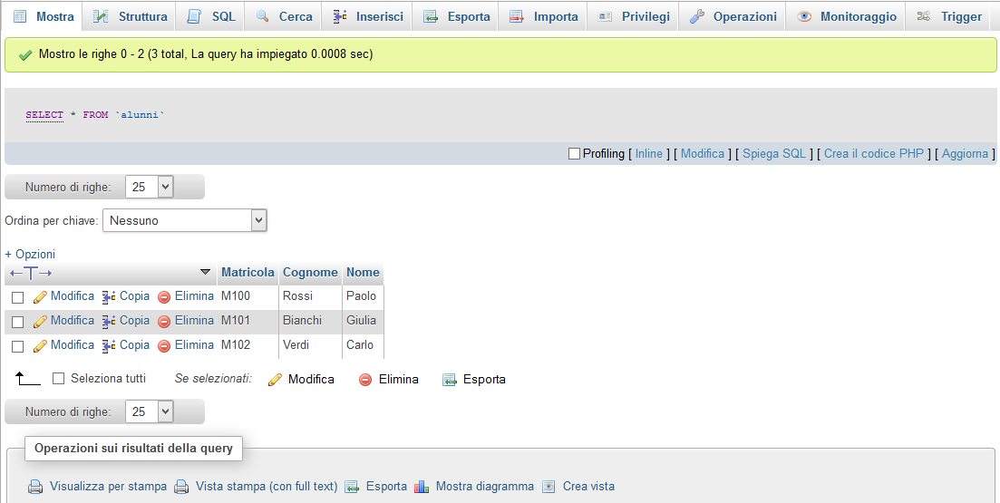 Mostra Struttura SQL Cerca Inserisci Esporta Importa Privilegi Operazioni Monitoraggio Trigger
Mostro le righe 0 - 2 (3 total, La query ha impiegato 0.0008 sec)
SELECT * FROM `alunni`
Profiling [ Inline ] [ Modifica ] [ Spiega SQL ] [ Crea il codice PHP ] [ Aggiorna ]
Numero di righe: 25
Ordina per chiave: Nessuno
+ Opzioni
Matricola Cognome Nome
Modifica Copia Elimina M100 Rossi Paolo
Modifica Copia Elimina M101 Bianchi Giulia
Modifica Copia Elimina M102 Verdi Carlo
Seleziona tutti Se selezionati: Modifica Elimina Esporta
Numero di righe: 25
Operazioni sui risultati della query
Visualizza per stampa Vista stampa (con full text) Esporta Mostra diagramma Crea vista